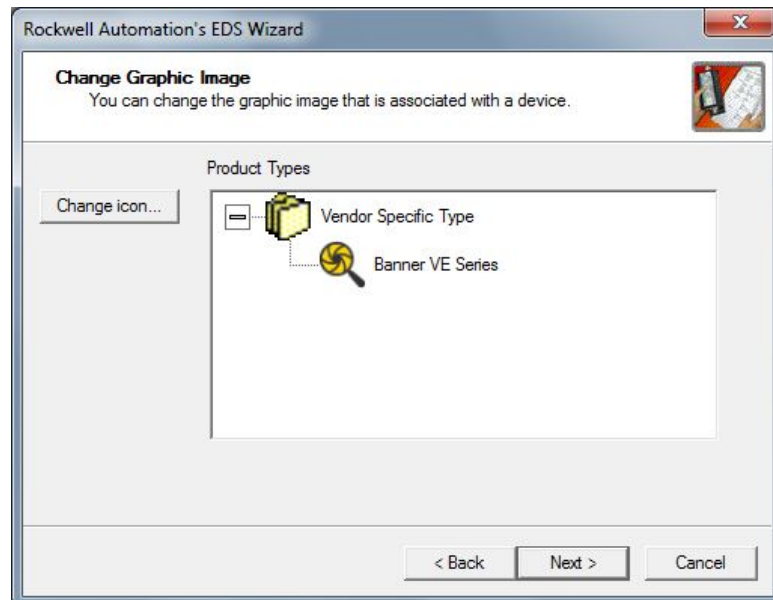 Rockwell Automation's EDS Wizard
Change Graphic Image
You can change the graphic image that is associated with a device.
Product Types
Change icon...
Vendor Specific Type
Banner VE Series
< Back
Next >
Cancel